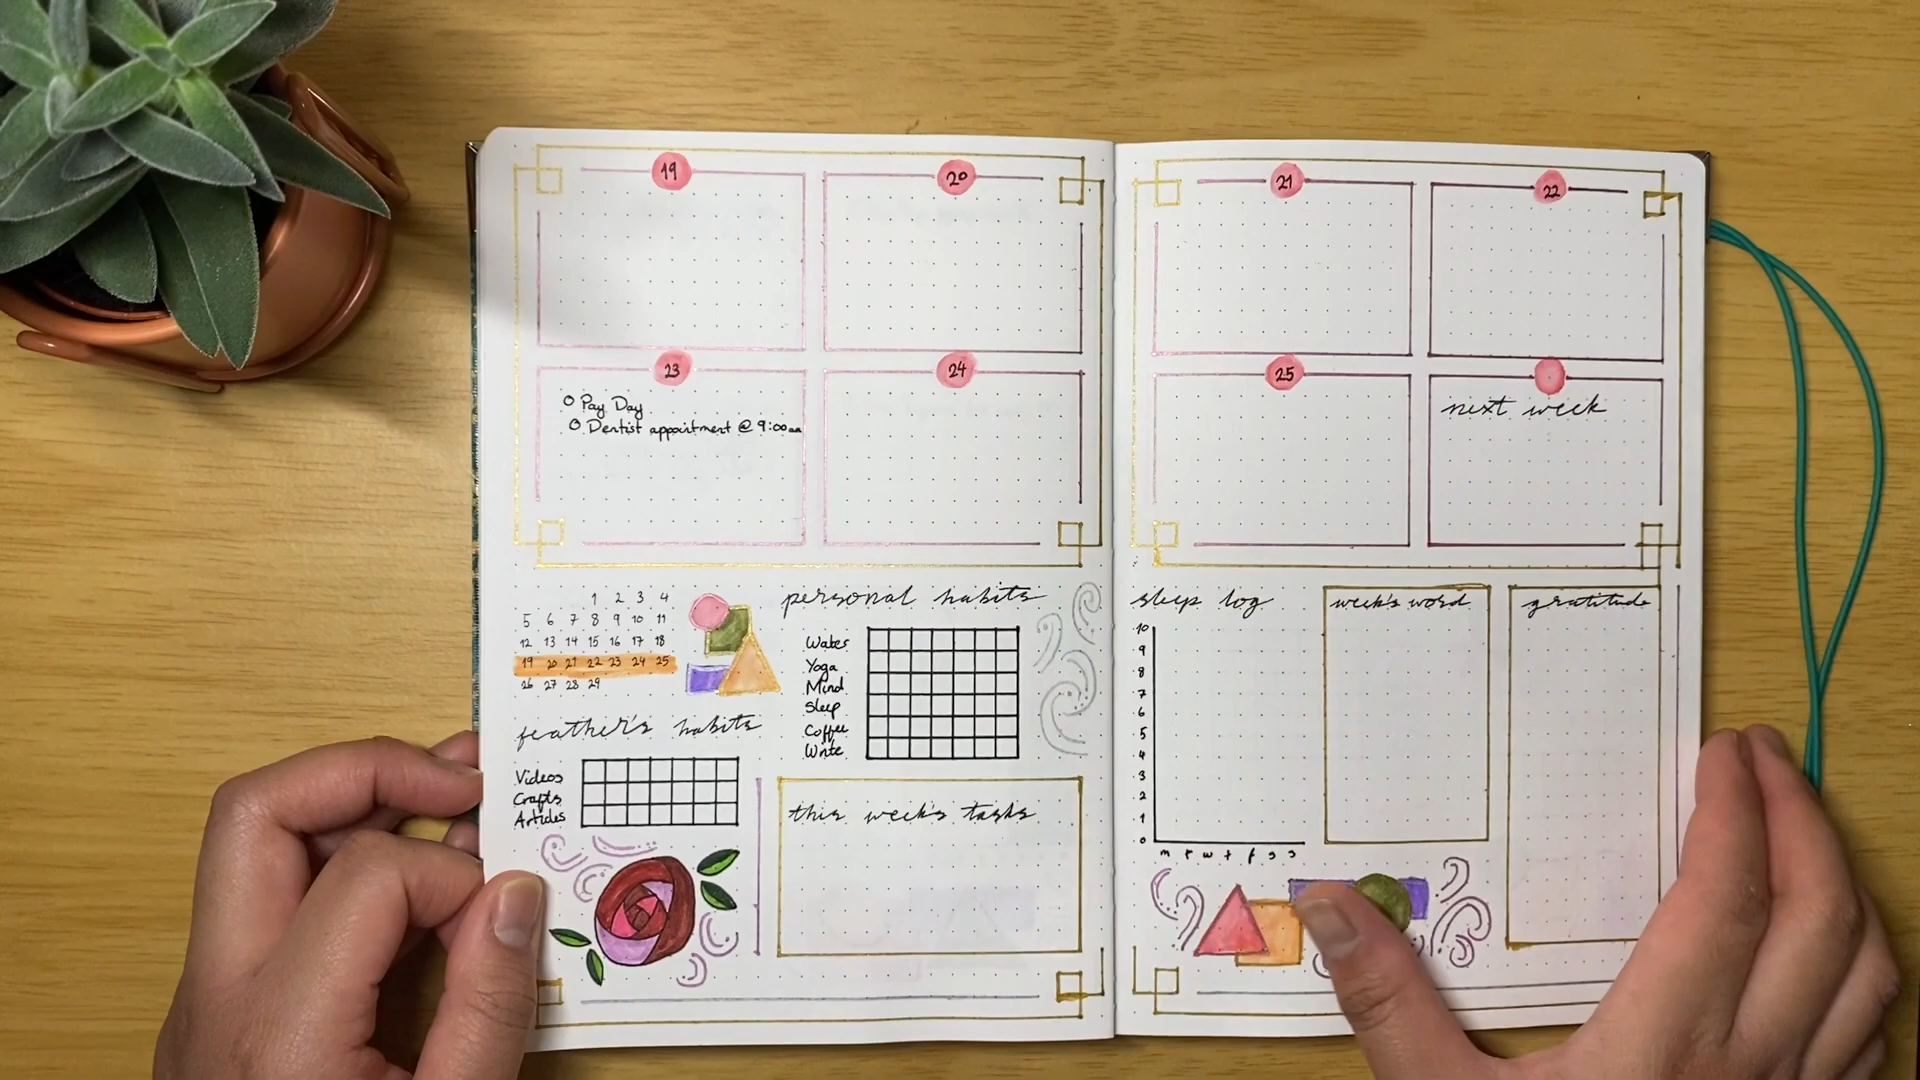 19
20
21
22
23
24
25
O Pay Day
O Dentist appointment @ 9:00am
next week
1 2 3 4
5 6 7 8 9 10 11
12 13 14 15 16 17 18
19 20 21 22 23 24 25
26 27 28 29
feather's habits
Videos
Crafts
Articles
personal habits
Water
Yoga
Mind
Sleep
Coffee
Write
this week's tasks
sleep log
10
9
8
7
6
5
4
3
2
1
0
m t w t f s s
week's word
gratitude